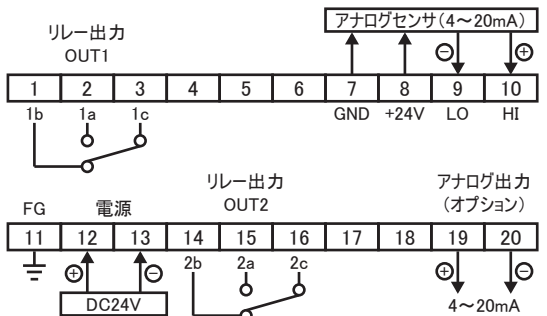 アナログセンサ(4～20mA)
リレー出力
OUT1
⊖ ⊕
1 2 3 4 5 6 7 8 9 10
1b 1a 1c GND +24V LO HI
リレー出力 アナログ出力
FG 電源 OUT2 (オプション)
11 12 13 14 15 16 17 18 19 20
2b 2a 2c
⊕ ⊖ ⊕ ⊖
DC24V 4～20mA